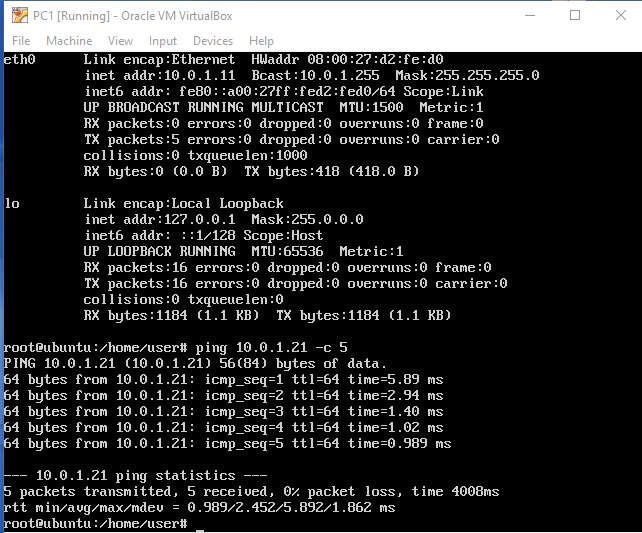 PC1 [Running] - Oracle VM VirtualBox
File Machine View Input Devices Help
eth0 Link encap:Ethernet HWaddr 08:00:27:d2:fe:d0
inet addr:10.0.1.11 Bcast:10.0.1.255 Mask:255.255.255.0
inet6 addr: fe80::a00:27ff:fed2:fed0/64 Scope:Link
UP BROADCAST RUNNING MULTICAST MTU:1500 Metric:1
RX packets:0 errors:0 dropped:0 overruns:0 frame:0
TX packets:5 errors:0 dropped:0 overruns:0 carrier:0
collisions:0 txqueuelen:1000
RX bytes:0 (0.0 B) TX bytes:418 (418.0 B)
lo Link encap:Local Loopback
inet addr:127.0.0.1 Mask:255.0.0.0
inet6 addr: ::1/128 Scope:Host
UP LOOPBACK RUNNING MTU:65536 Metric:1
RX packets:16 errors:0 dropped:0 overruns:0 frame:0
TX packets:16 errors:0 dropped:0 overruns:0 carrier:0
collisions:0 txqueuelen:0
RX bytes:1184 (1.1 KB) TX bytes:1184 (1.1 KB)
root@ubuntu:/home/user# ping 10.0.1.21 -c 5
PING 10.0.1.21 (10.0.1.21) 56(84) bytes of data.
64 bytes from 10.0.1.21: icmp_seq=1 ttl=64 time=5.89 ms
64 bytes from 10.0.1.21: icmp_seq=2 ttl=64 time=2.94 ms
64 bytes from 10.0.1.21: icmp_seq=3 ttl=64 time=1.40 ms
64 bytes from 10.0.1.21: icmp_seq=4 ttl=64 time=1.02 ms
64 bytes from 10.0.1.21: icmp_seq=5 ttl=64 time=0.989 ms
--- 10.0.1.21 ping statistics ---
5 packets transmitted, 5 received, 0% packet loss, time 4008ms
rtt min/avg/max/mdev = 0.989/2.452/5.892/1.862 ms
root@ubuntu:/home/user# _